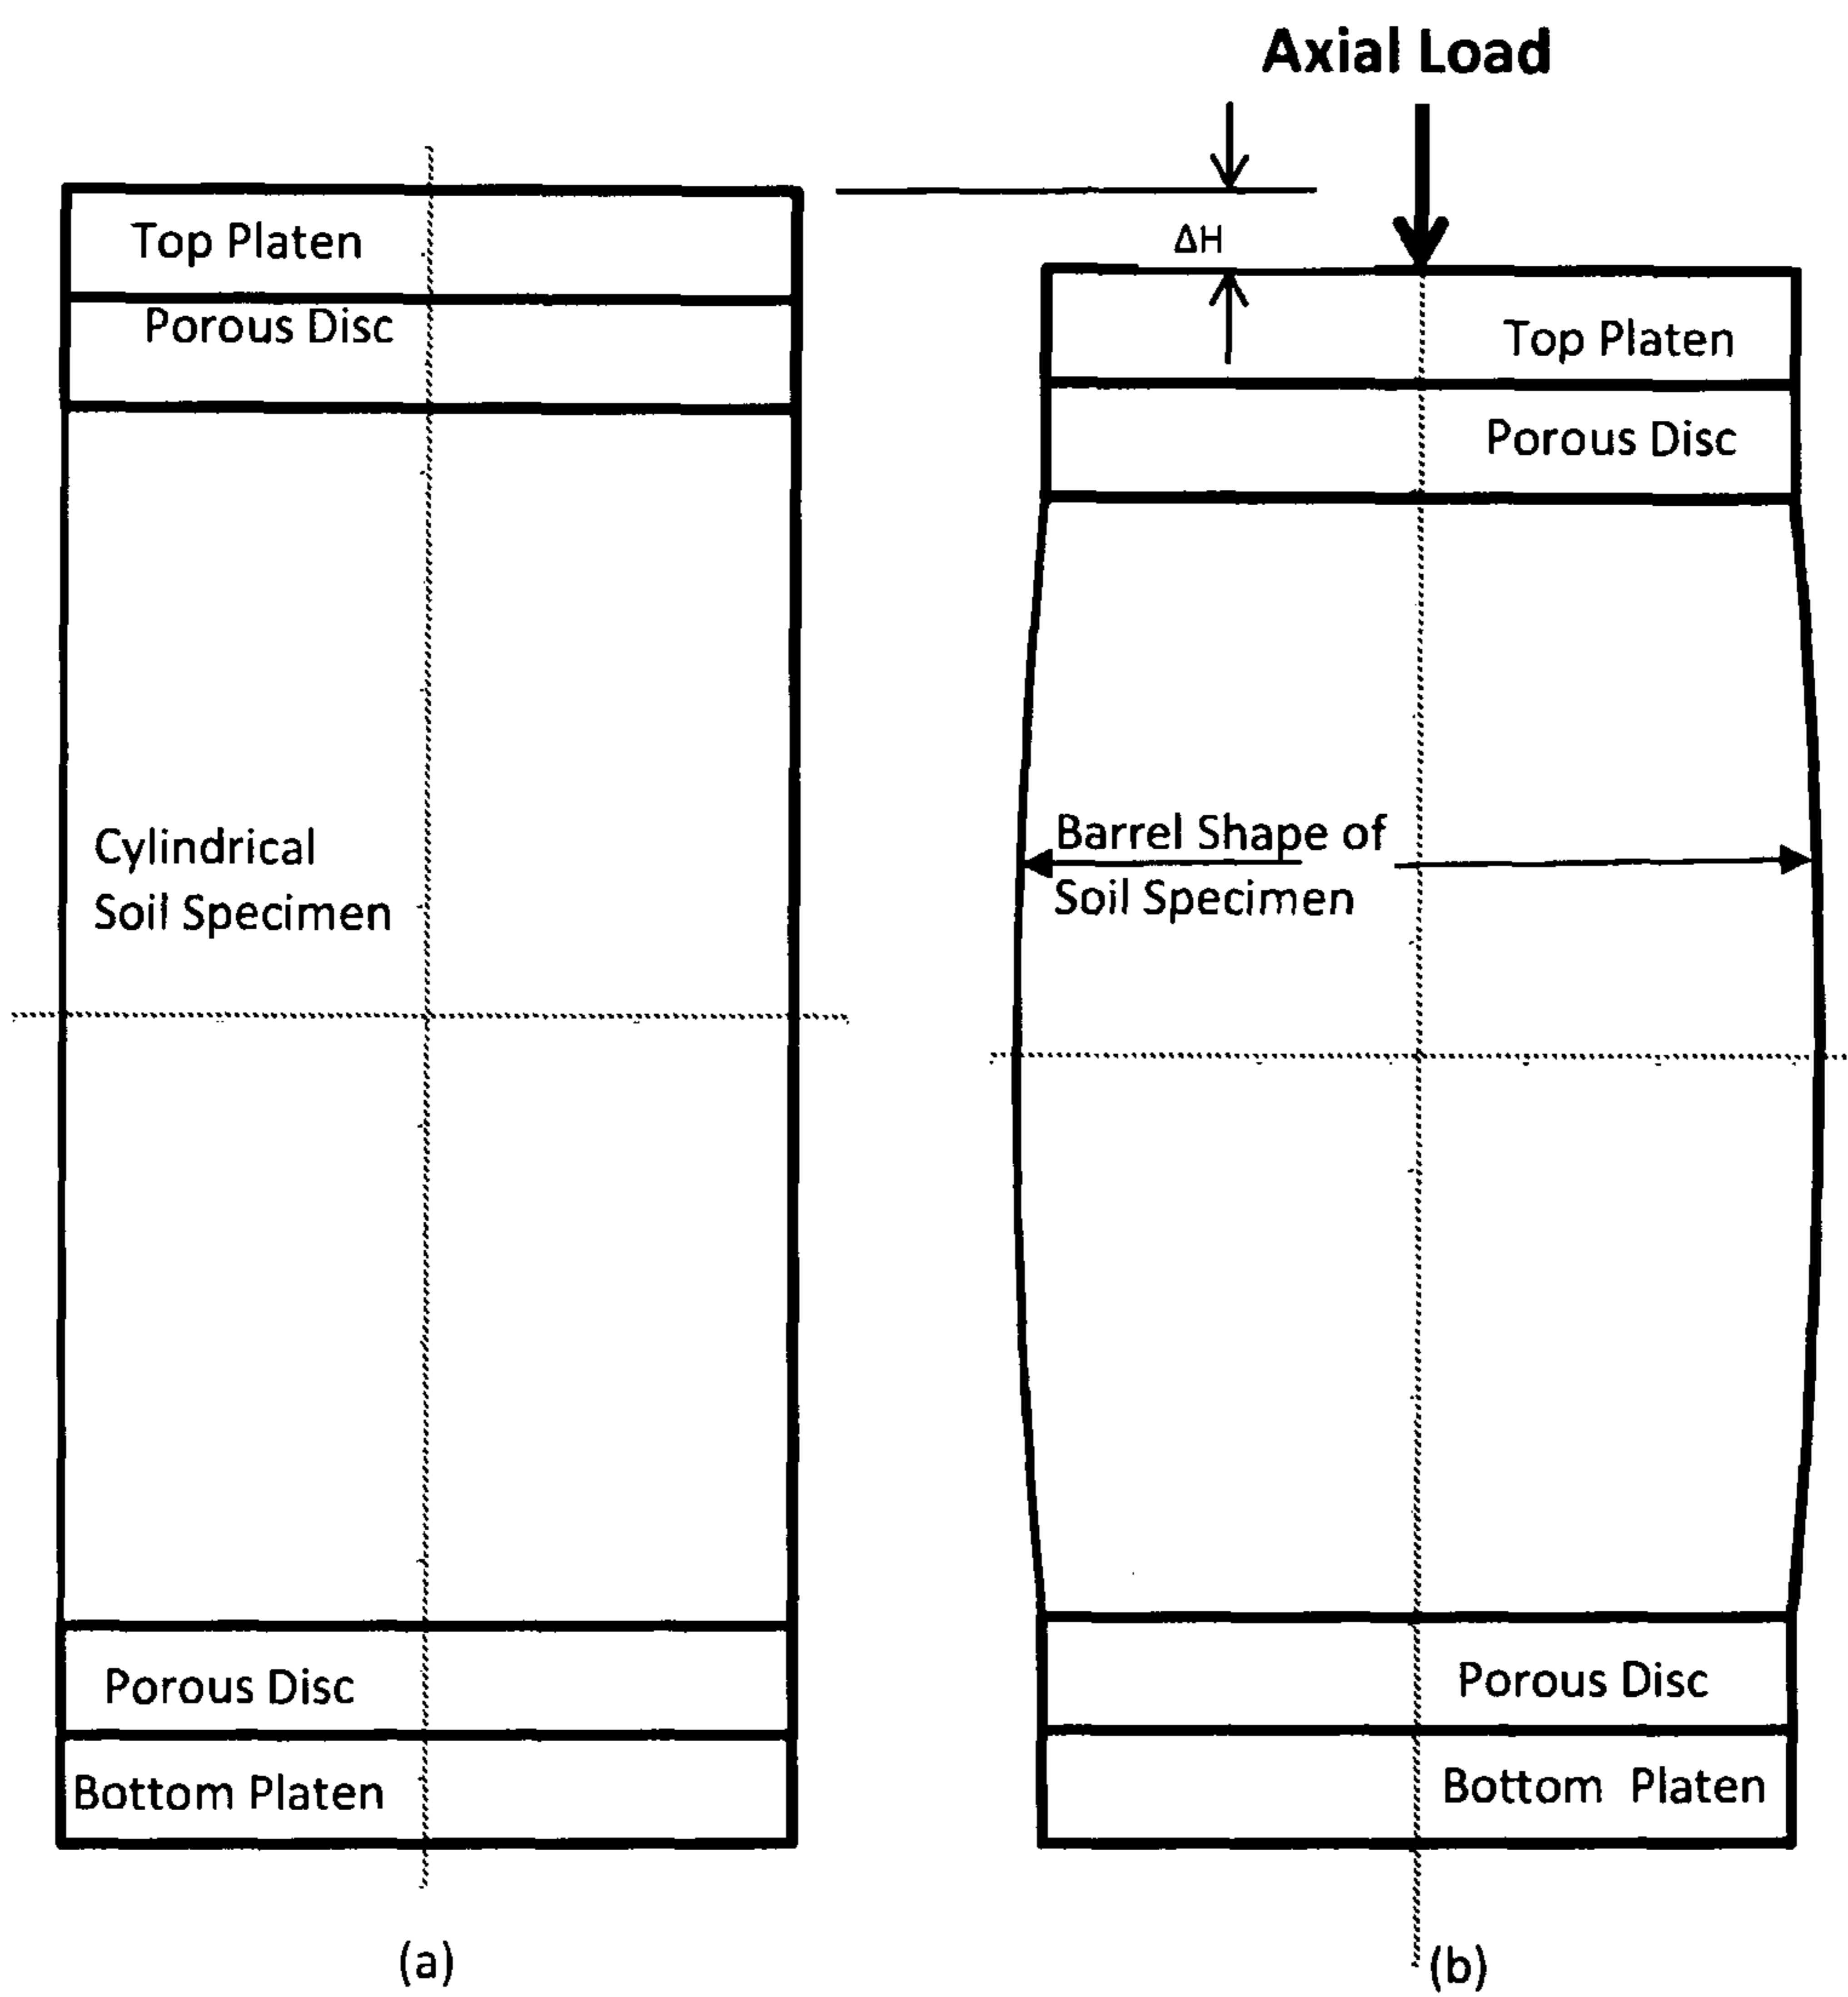 Top Platen
Porous Disc
Cylindrical
Soil Specimen
Porous Disc
Bottom Platen
(a)
Axial Load
ΔH
Top Platen
Porous Disc
Barrel Shape of
Soil Specimen
Porous Disc
Bottom Platen
(b)